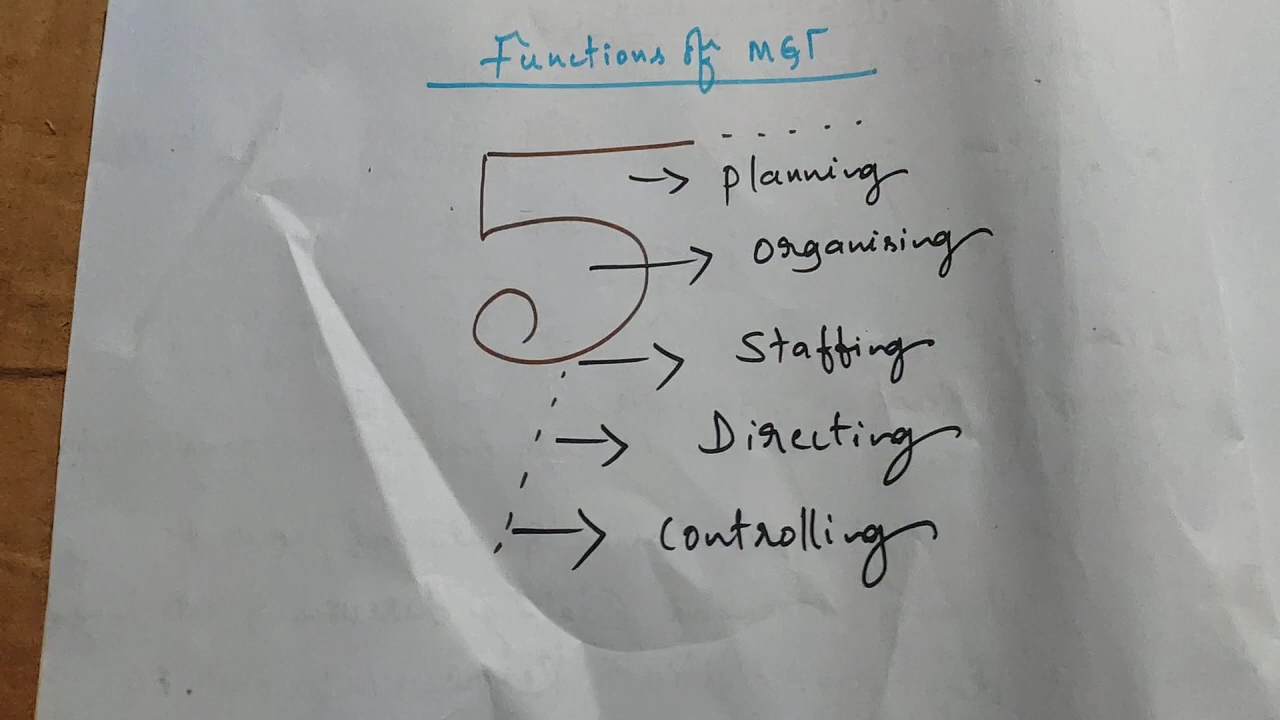 Functions of MGT
5
planning
organising
Staffing
Directing
Controlling